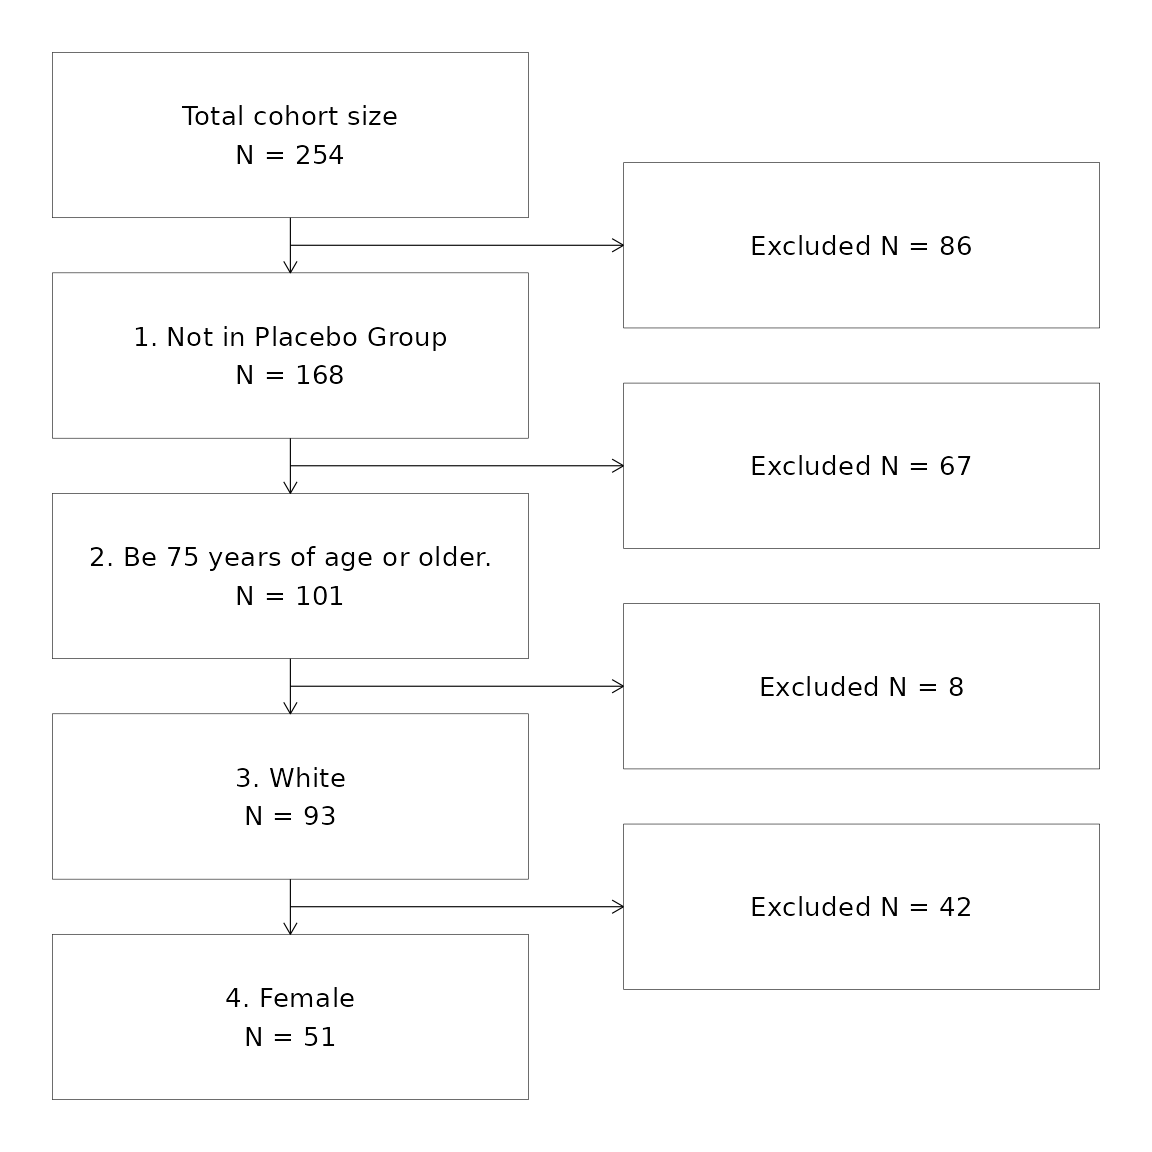 Total cohort size
N = 254
Excluded N = 86
1. Not in Placebo Group
N = 168
Excluded N = 67
2. Be 75 years of age or older.
N = 101
Excluded N = 8
3. White
N = 93
Excluded N = 42
4. Female
N = 51